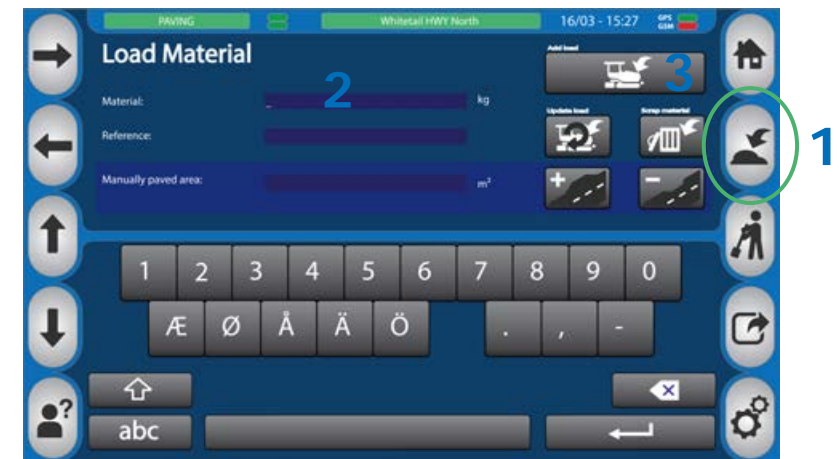 PAVING Whitetail HWY North 16/03 - 15:27 GPS GSM
Load Material
Add load
3
Material: _ 2 kg
Update load Scrap material
1
Reference:
Manually paved area: m²
+ -
1 2 3 4 5 6 7 8 9 0
Æ Ø Å Ä Ö . , -
?
abc